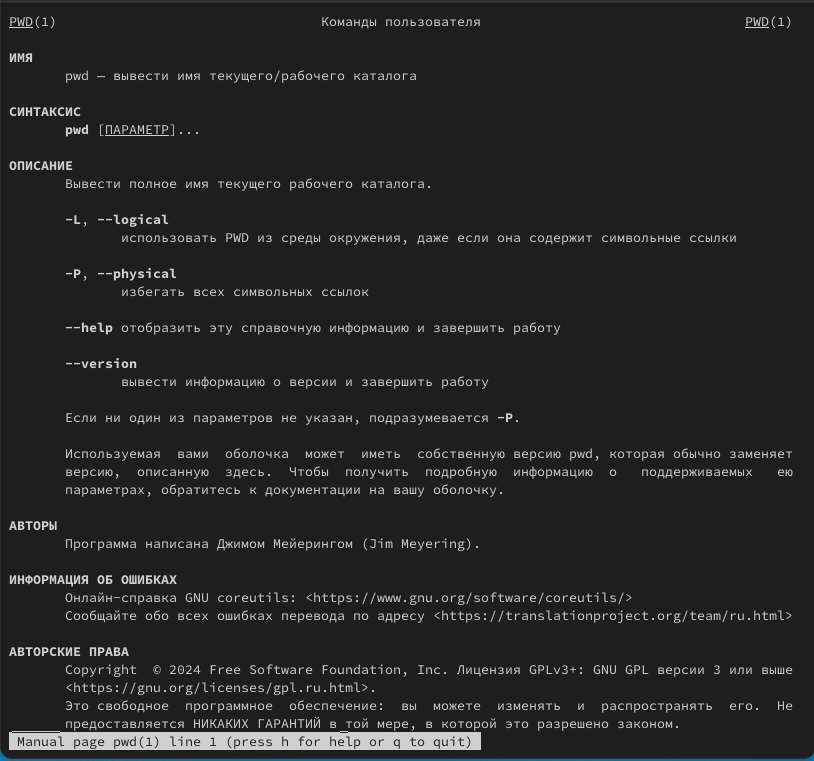 PWD(1) Команды пользователя PWD(1)
ИМЯ
pwd — вывести имя текущего/рабочего каталога
СИНТАКСИС
pwd [ПАРАМЕТР]...
ОПИСАНИЕ
Вывести полное имя текущего рабочего каталога.
-L, --logical
использовать PWD из среды окружения, даже если она содержит символьные ссылки
-P, --physical
избегать всех символьных ссылок
--help отобразить эту справочную информацию и завершить работу
--version
вывести информацию о версии и завершить работу
Если ни один из параметров не указан, подразумевается -P.
Используемая вами оболочка может иметь собственную версию pwd, которая обычно заменяет
версию, описанную здесь. Чтобы получить подробную информацию о поддерживаемых ею
параметрах, обратитесь к документации на вашу оболочку.
АВТОРЫ
Программа написана Джимом Мейерингом (Jim Meyering).
ИНФОРМАЦИЯ ОБ ОШИБКАХ
Онлайн-справка GNU coreutils: <https://www.gnu.org/software/coreutils/>
Сообщайте обо всех ошибках перевода по адресу <https://translationproject.org/team/ru.html>
АВТОРСКИЕ ПРАВА
Copyright © 2024 Free Software Foundation, Inc. Лицензия GPLv3+: GNU GPL версии 3 или выше
<https://gnu.org/licenses/gpl.ru.html>.
Это свободное программное обеспечение: вы можете изменять и распространять его. Не
предоставляется НИКАКИХ ГАРАНТИЙ в той мере, в которой это разрешено законом.
Manual page pwd(1) line 1 (press h for help or q to quit)